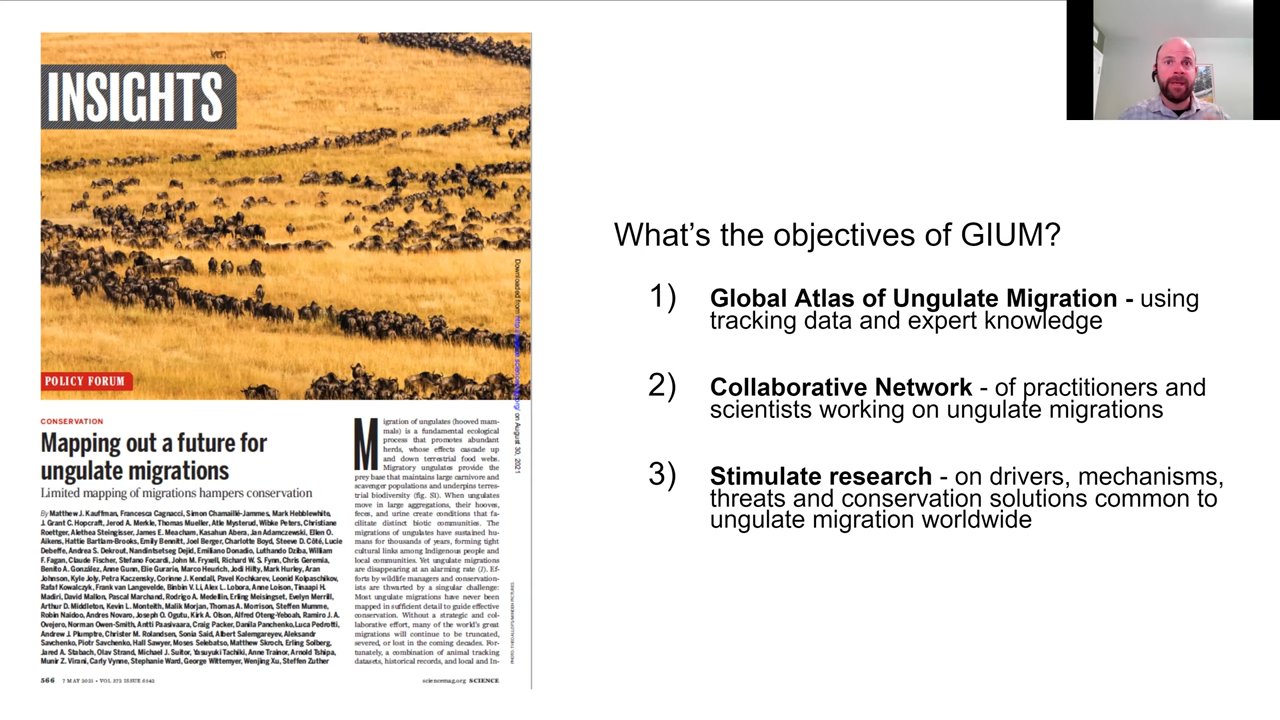 INSIGHTS
POLICY FORUM
CONSERVATION
Mapping out a future for
ungulate migrations
Limited mapping of migrations hampers conservation
By Matthew J. Kauffman, Francesca Cagnacci, Simon Chamaillé-Jammes, Mark Hebblewhite,
J. Grant C. Hopcraft, Jerod A. Merkle, Thomas Mueller, Atle Mysterud, Wibke Peters, Christiane
Roettger, Alethea Steingisser, James E. Meacham, Kasahun Abera, Jan Adamczewski, Ellen O.
Aikens, Hattie Bartlam-Brooks, Emily Bennitt, Joel Berger, Charlotte Boyd, Steeve D. Côté, Lucie
Debeffe, Andrea S. Dekrout, Nandintsetseg Dejid, Emiliano Donadio, Luthando Dziba, William
F. Fagan, Claude Fischer, Stefano Focardi, John M. Fryxell, Richard W. S. Fynn, Chris Geremia,
Benito A. González, Anne Gunn, Elie Gurarie, Marco Heurich, Jodi Hilty, Mark Hurley, Aran
Johnson, Kyle Joly, Petra Kaczensky, Corinne J. Kendall, Pavel Kochkarev, Leonid Kolpaschikov,
Rafał Kowalczyk, Frank van Langevelde, Binbin V. Li, Alex L. Lobora, Anne Loison, Tinaapi H.
Madiri, David Mallon, Pascal Marchand, Rodrigo A. Medellin, Erling Meisingset, Evelyn Merrill,
Arthur D. Middleton, Kevin L. Monteith, Malik Morjan, Thomas A. Morrison, Steffen Mumme,
Robin Naidoo, Andres Novaro, Joseph O. Ogutu, Kirk A. Olson, Alfred Oteng-Yeboah, Ramiro J. A.
Ovejero, Norman Owen-Smith, Antti Paasivaara, Craig Packer, Danila Panchenko, Luca Pedrotti,
Andrew J. Plumptre, Christer M. Rolandsen, Sonia Said, Albert Salemgareyev, Aleksandr
Savchenko, Piotr Savchenko, Hall Sawyer, Moses Selebatso, Matthew Skroch, Erling Solberg,
Jared A. Stabach, Olav Strand, Michael J. Suitor, Yasuyuki Tachiki, Anne Trainor, Arnold Tshipa,
Munir Z. Virani, Carly Vynne, Stephanie Ward, George Wittemyer, Wenjing Xu, Steffen Zuther
Migration of ungulates (hooved mam-
mals) is a fundamental ecological
process that promotes abundant
herds, whose effects cascade up
and down terrestrial food webs.
Migratory ungulates provide the
prey base that maintains large carnivore and
scavenger populations and underpins terres-
trial biodiversity (fig. S1). When ungulates
move in large aggregations, their hooves,
feces, and urine create conditions that fa-
cilitate distinct biotic communities. The
migrations of ungulates have sustained hu-
mans for thousands of years, forming tight
cultural links among Indigenous people and
local communities. Yet ungulate migrations
are disappearing at an alarming rate (1). Ef-
forts by wildlife managers and conservation-
ists are thwarted by a singular challenge:
Most ungulate migrations have never been
mapped in sufficient detail to guide effective
conservation. Without a strategic and col-
laborative effort, many of the world's great
migrations will continue to be truncated,
severed, or lost in the coming decades. For-
tunately, a combination of animal tracking
datasets, historical records, and local and In-
566 7 MAY 2021 • VOL 372 ISSUE 6542
sciencemag.org SCIENCE
on August 30, 2021
Downloaded from
What's the objectives of GIUM?
1) Global Atlas of Ungulate Migration - using
tracking data and expert knowledge
2) Collaborative Network - of practitioners and
scientists working on ungulate migrations
3) Stimulate research - on drivers, mechanisms,
threats and conservation solutions common to
ungulate migration worldwide